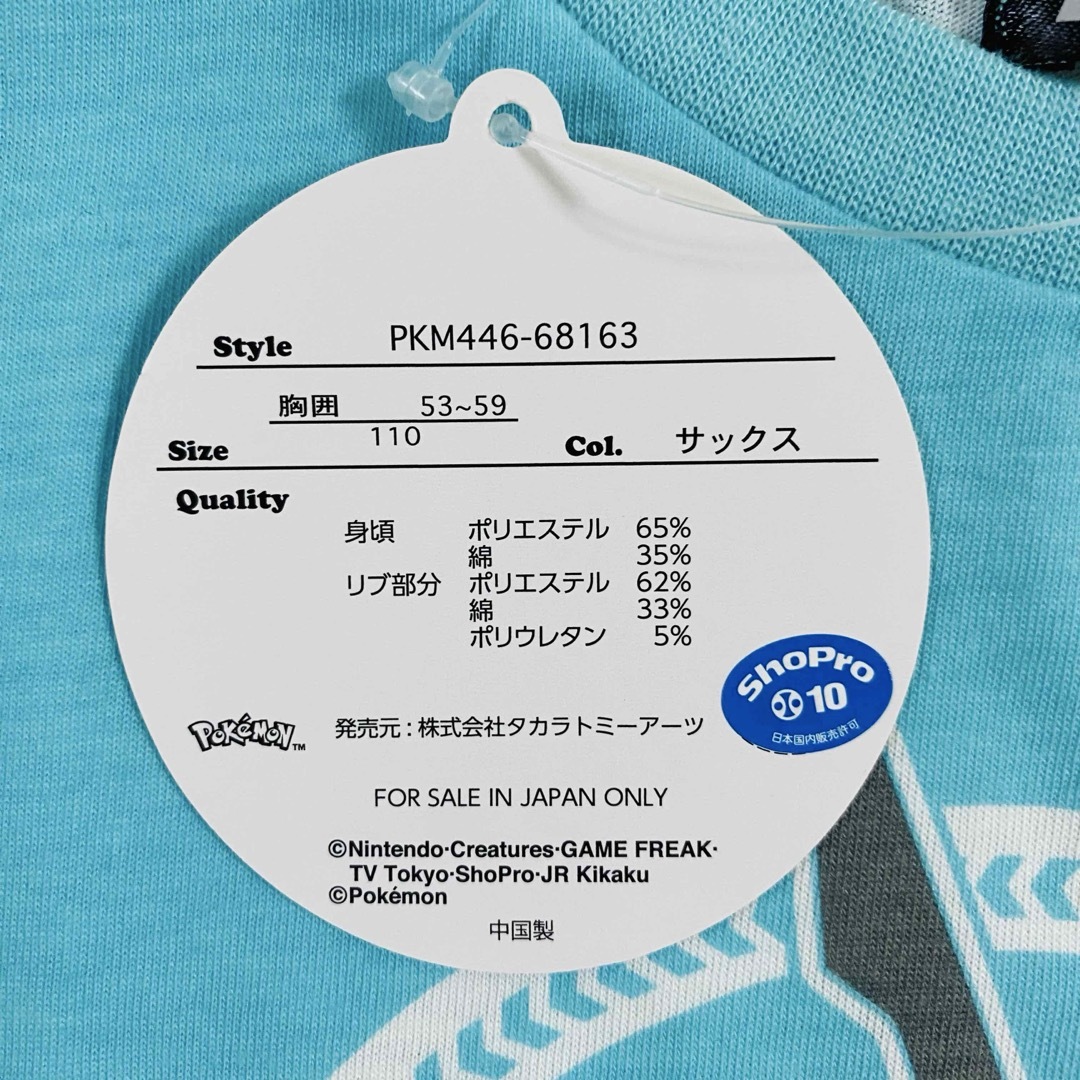 Style PKM446-68163
胸囲 53~59
Size 110 Col. サックス
Quality
身頃 ポリエステル 65%
綿 35%
リブ部分 ポリエステル 62%
綿 33%
ポリウレタン 5%
ShoPro
10
日本国内販売許可
POKéMON™ 発売元:株式会社タカラトミーアーツ
FOR SALE IN JAPAN ONLY
©Nintendo·Creatures·GAME FREAK·
TV Tokyo·ShoPro·JR Kikaku
©Pokémon
中国製